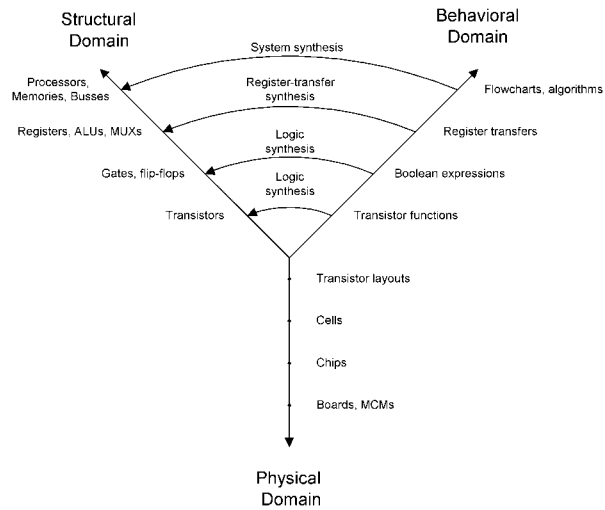 Structural
Domain
Behavioral
Domain
System synthesis
Processors,
Memories, Busses
Flowcharts, algorithms
Register-transfer
synthesis
Registers, ALUs, MUXs
Register transfers
Logic
synthesis
Gates, flip-flops
Boolean expressions
Logic
synthesis
Transistors
Transistor functions
Transistor layouts
Cells
Chips
Boards, MCMs
Physical
Domain